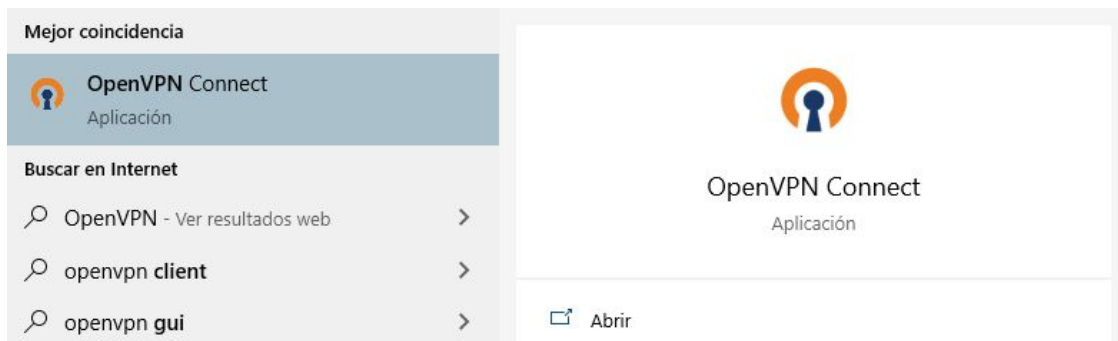 Mejor coincidencia
OpenVPN Connect
Aplicación
Buscar en Internet
OpenVPN - Ver resultados web
openvpn client
openvpn gui
OpenVPN Connect
Aplicación
Abrir